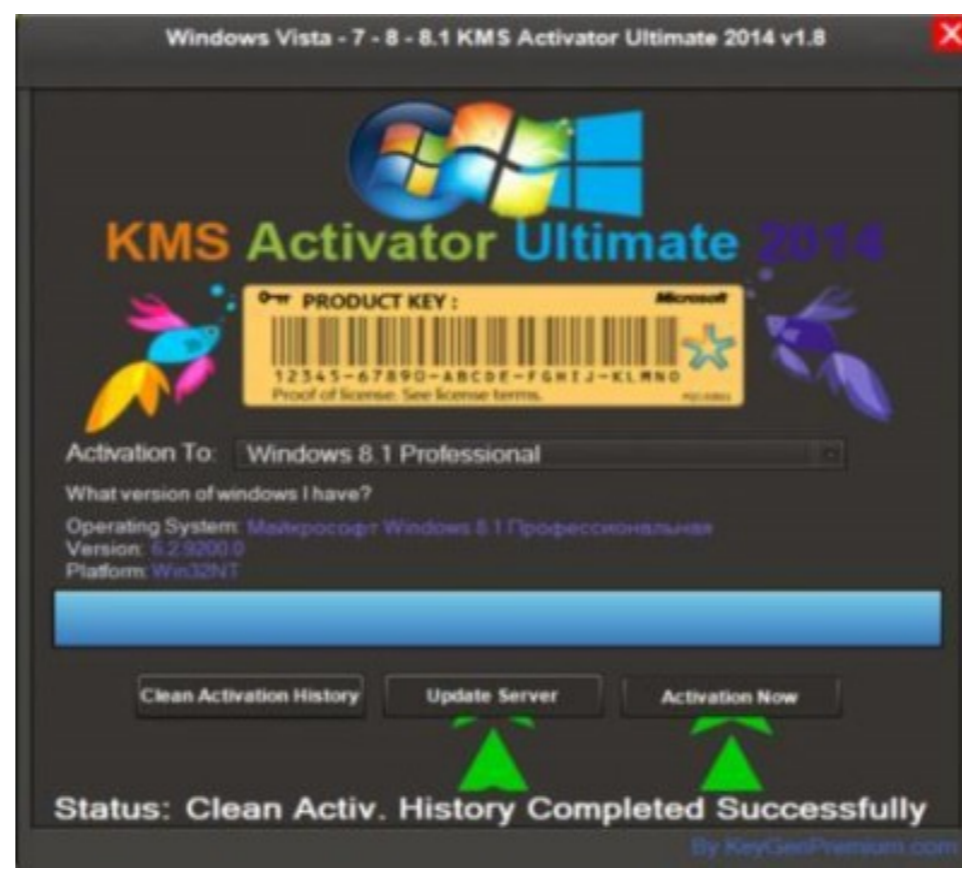 Windows Vista - 7 - 8 - 8.1 KMS Activator Ultimate 2014 v1.8
KMS Activator Ultimate 2014
PRODUCT KEY :
Microsoft
12345-67890-ABCDE-FGHIJ-KLMNO
Proof of license. See license terms.
Activation To: Windows 8.1 Professional
What version of windows I have?
Operating System: Майкрософт Windows 8.1 Профессиональная
Version: 6.2.9200.0
Platform: Win32NT
Clean Activation History
Update Server
Activation Now
Status: Clean Activ. History Completed Successfully
By KeyGenPremium.com